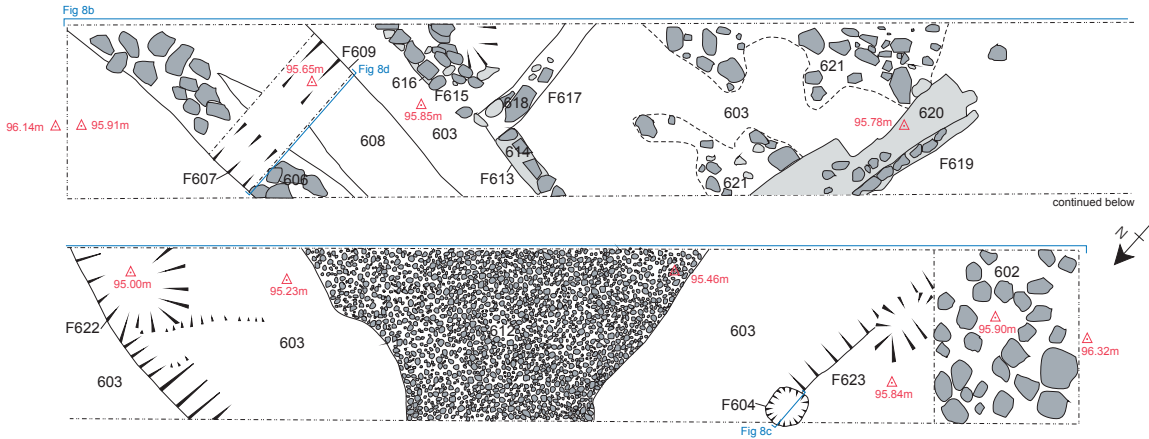 Fig 8b
F609
95.65m
Fig 8d
616
F615
95.85m
603
618
F617
621
603
620
95.78m
96.14m
95.91m
608
614
F607
606
F613
621
F619
continued below
N
95.00m
95.23m
95.46m
602
F622
612
603
603
95.90m
96.32m
603
F623
95.84m
F604
Fig 8c